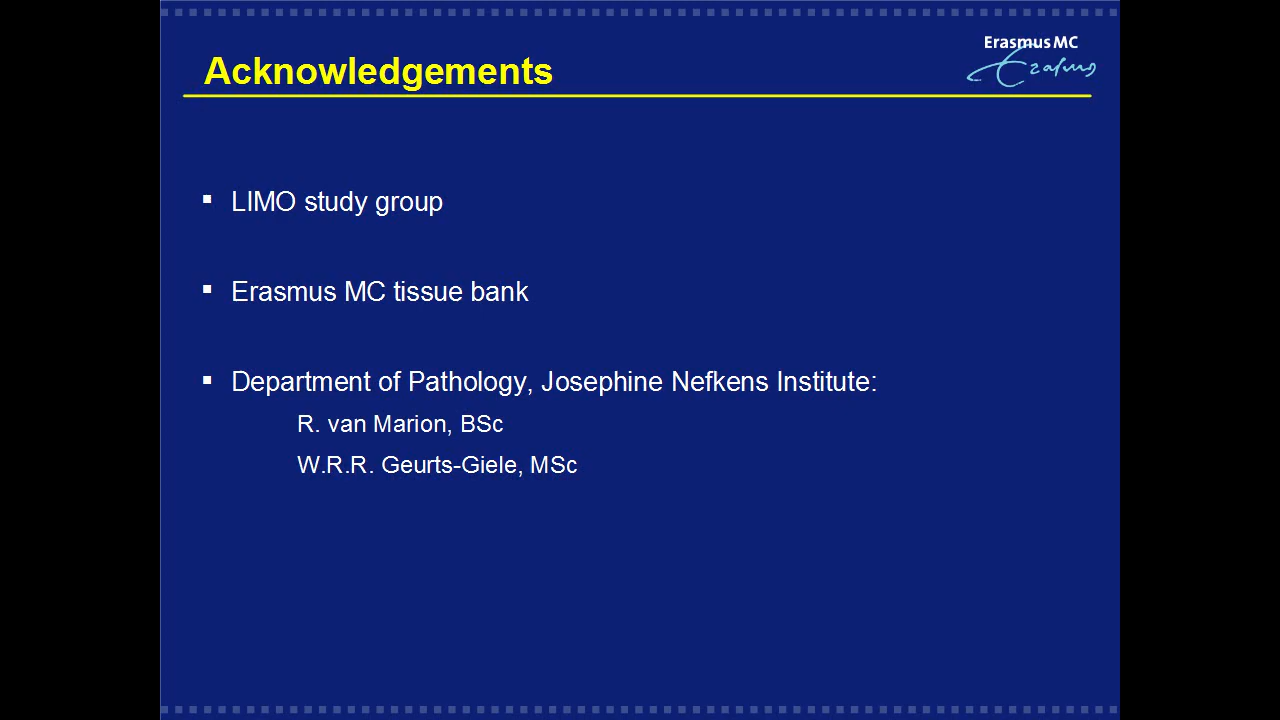 Acknowledgements
Erasmus MC
Erasmus
▪ LIMO study group
▪ Erasmus MC tissue bank
▪ Department of Pathology, Josephine Nefkens Institute:
R. van Marion, BSc
W.R.R. Geurts-Giele, MSc